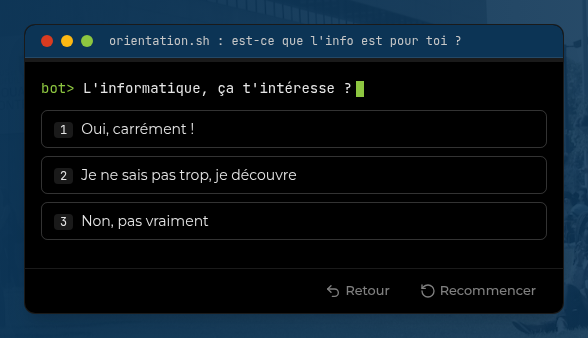 orientation.sh : est-ce que l'info est pour toi ?
bot> L'informatique, ça t'intéresse ?
1 Oui, carrément !
2 Je ne sais pas trop, je découvre
3 Non, pas vraiment
Retour Recommencer